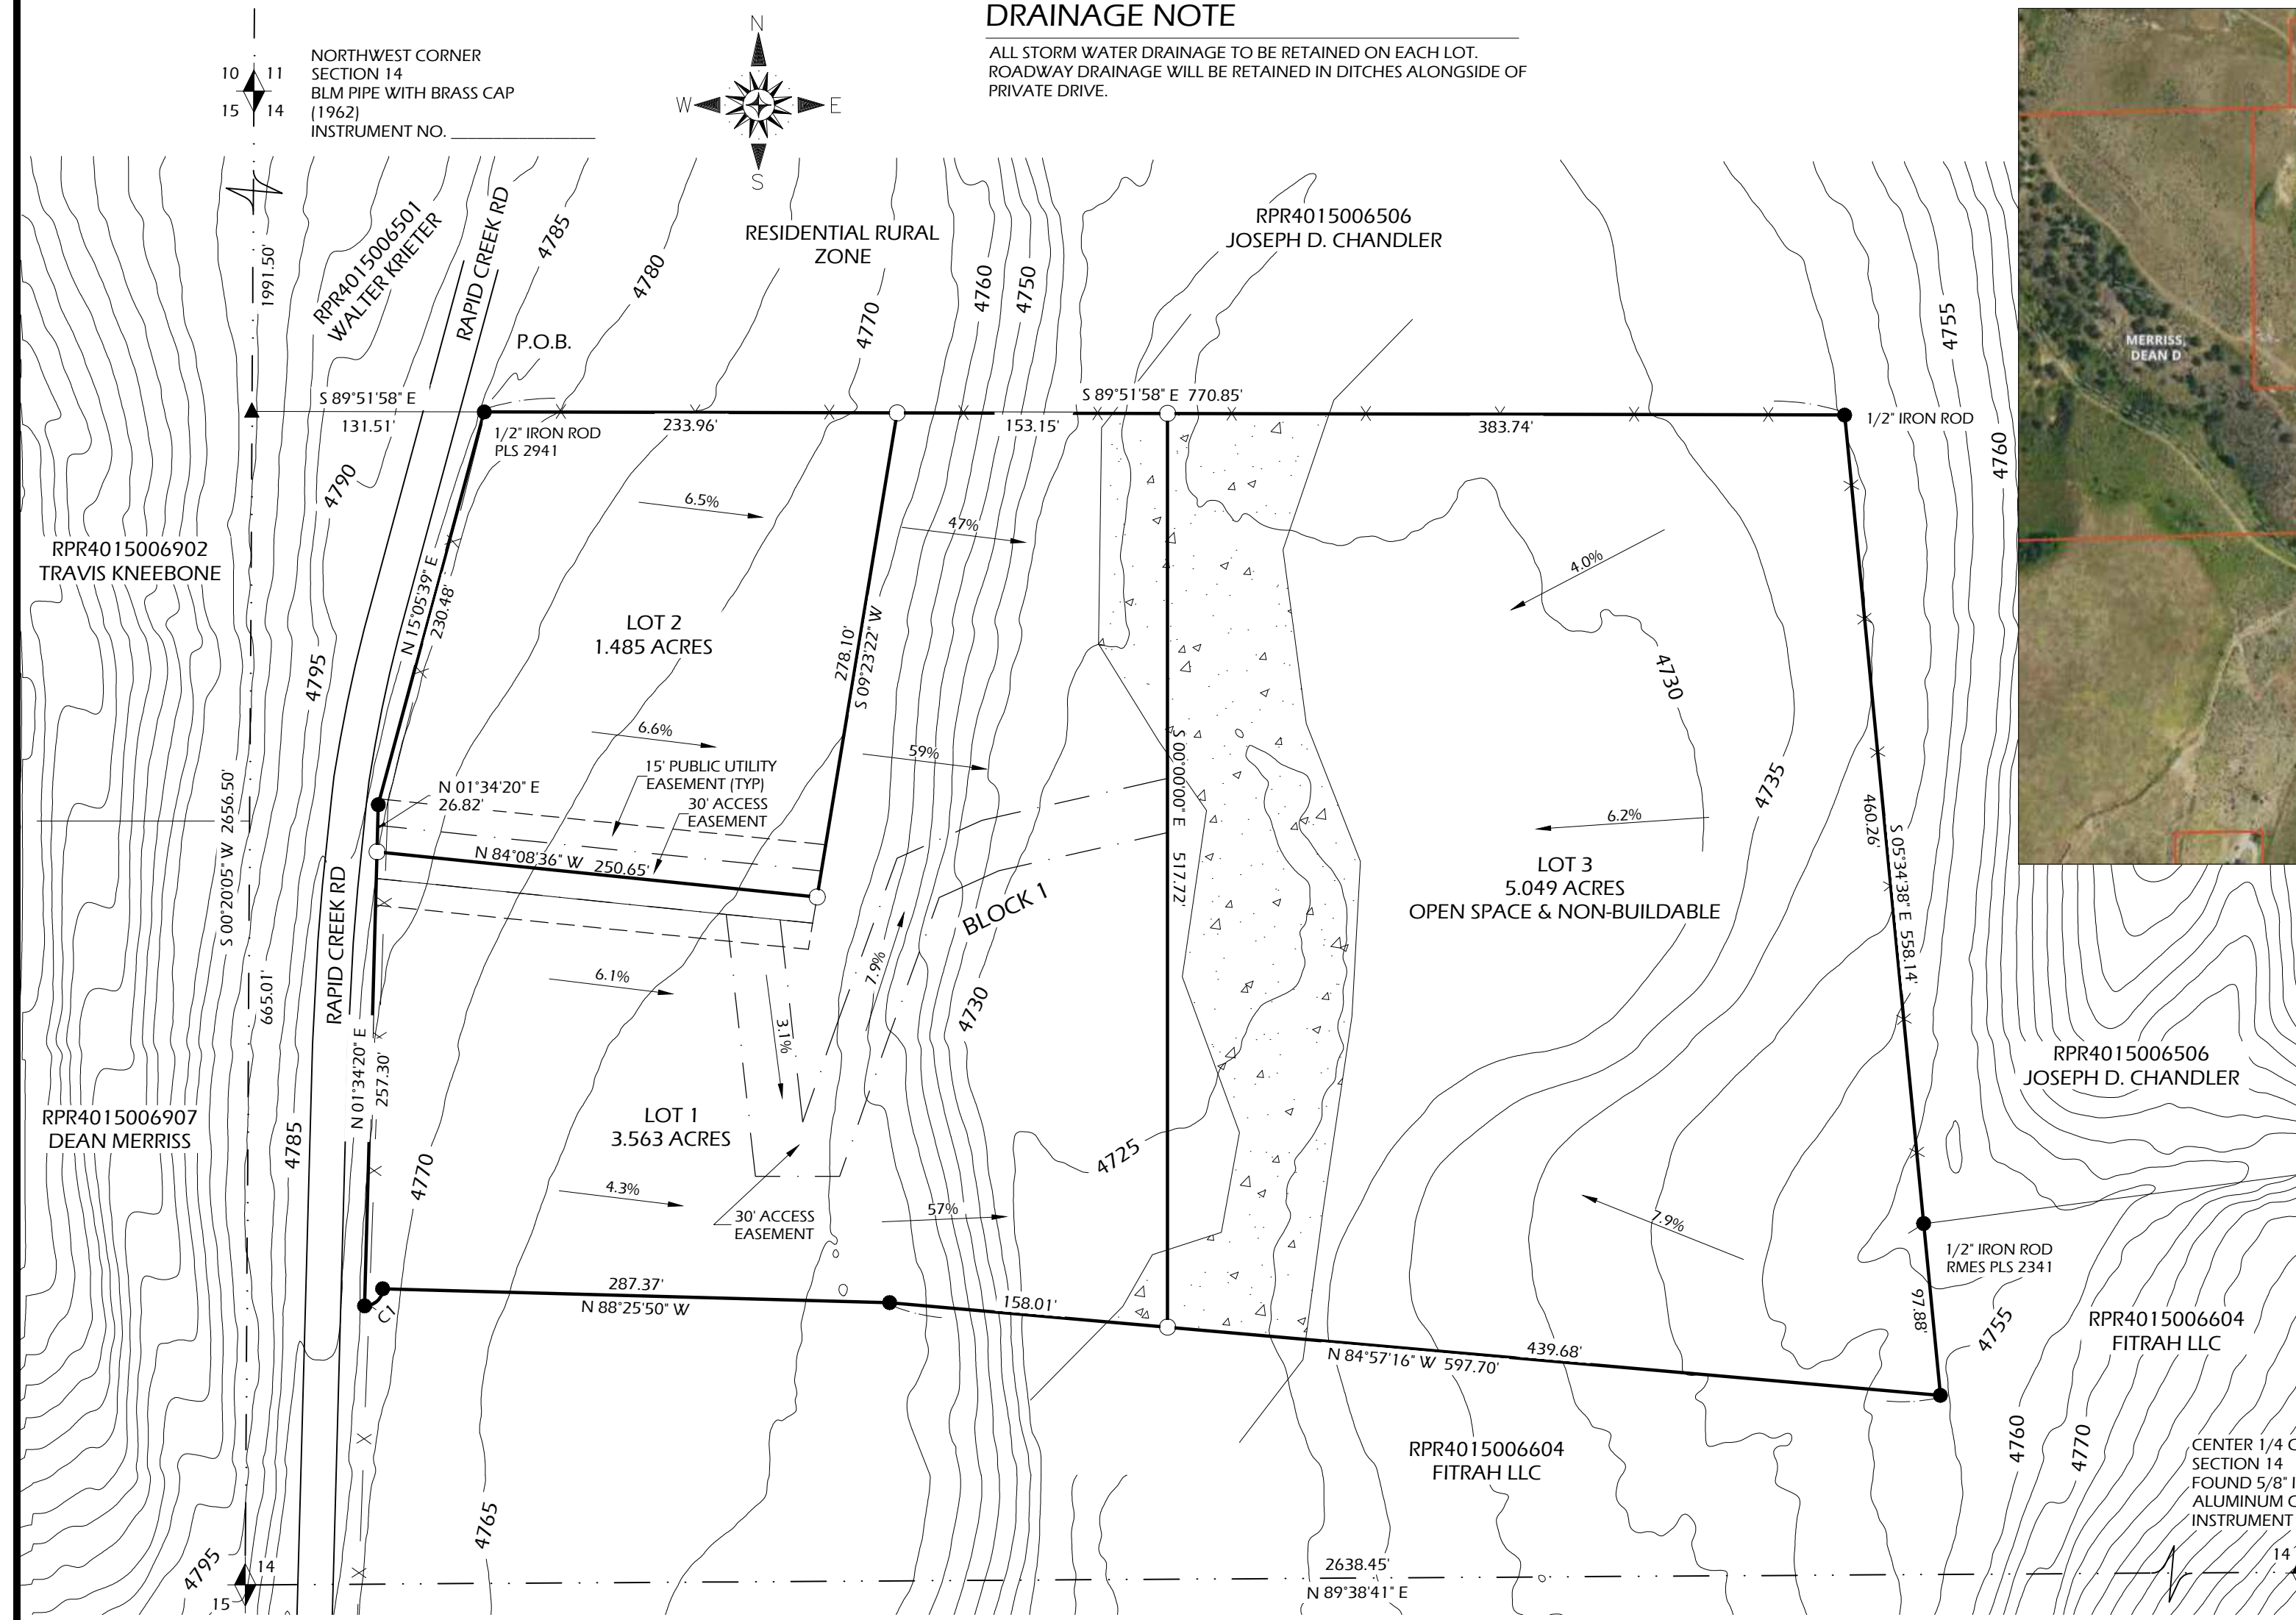 DRAINAGE NOTE
ALL STORM WATER DRAINAGE TO BE RETAINED ON EACH LOT.
ROADWAY DRAINAGE WILL BE RETAINED IN DITCHES ALONGSIDE OF
PRIVATE DRIVE.
N
W
E
S
10
11
15
14
NORTHWEST CORNER
SECTION 14
BLM PIPE WITH BRASS CAP
(1962)
INSTRUMENT NO.
1991.50'
RPR4015006501
WALTER KRIETER
RAPID CREEK RD
4785
4780
RESIDENTIAL RURAL
ZONE
4770
4760
4750
RPR4015006506
JOSEPH D. CHANDLER
4755
4760
MERRISS,
DEAN D
P.O.B.
S 89°51'58" E
131.51'
1/2" IRON ROD
PLS 2941
233.96'
153.15'
S 89°51'58" E 770.85'
383.74'
1/2" IRON ROD
4790
6.5%
47%
4.0%
RPR4015006902
TRAVIS KNEEBONE
N 15°05'39" E
230.48'
LOT 2
1.485 ACRES
278.10'
S 09°23'22" W
4795
4730
6.6%
59%
15' PUBLIC UTILITY
EASEMENT (TYP)
30' ACCESS
EASEMENT
N 01°34'20" E
26.82'
S 00°00'00" E 517.72'
4735
6.2%
460.26'
S 05°34'38" E 558.14'
S 00°20'05" W 2656.50'
N 84°08'36" W 250.65'
LOT 3
5.049 ACRES
OPEN SPACE & NON-BUILDABLE
BLOCK 1
RAPID CREEK RD
665.01'
6.1%
7.9%
3.1%
4730
N 01°34'20" E
257.30'
RPR4015006506
JOSEPH D. CHANDLER
RPR4015006907
DEAN MERRISS
4785
LOT 1
3.563 ACRES
4725
4770
4.3%
57%
30' ACCESS
EASEMENT
7.9%
1/2" IRON ROD
RMES PLS 2341
97.88'
4755
C1
287.37'
N 88°25'50" W
158.01'
N 84°57'16" W 597.70'
439.68'
RPR4015006604
FITRAH LLC
RPR4015006604
FITRAH LLC
4760
4770
CENTER 1/4 C
SECTION 14
FOUND 5/8" I
ALUMINUM C
INSTRUMENT
4765
4795
14
15
2638.45'
N 89°38'41" E
14